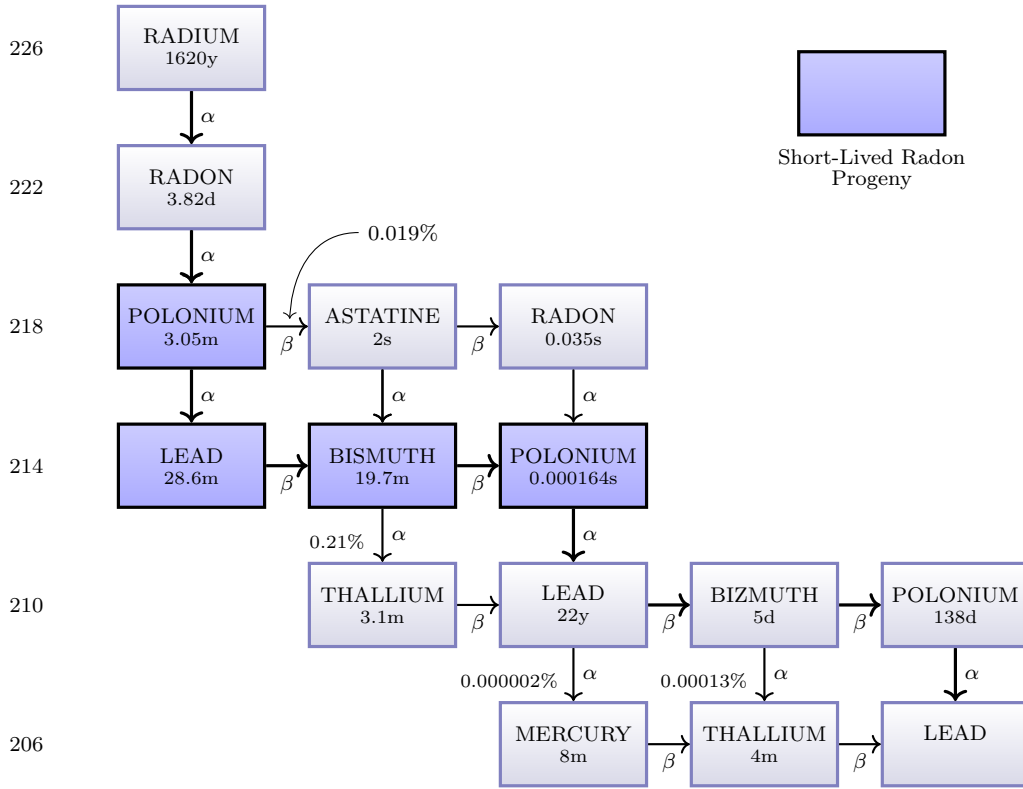 226
RADIUM
1620y
α
Short-Lived Radon
Progeny
222
RADON
3.82d
α
0.019%
218
POLONIUM
3.05m
β
ASTATINE
2s
β
RADON
0.035s
α
α
α
214
LEAD
28.6m
β
BISMUTH
19.7m
β
POLONIUM
0.000164s
0.21%
α
α
210
THALLIUM
3.1m
β
LEAD
22y
β
BIZMUTH
5d
β
POLONIUM
138d
0.000002%
α
0.00013%
α
α
206
MERCURY
8m
β
THALLIUM
4m
β
LEAD